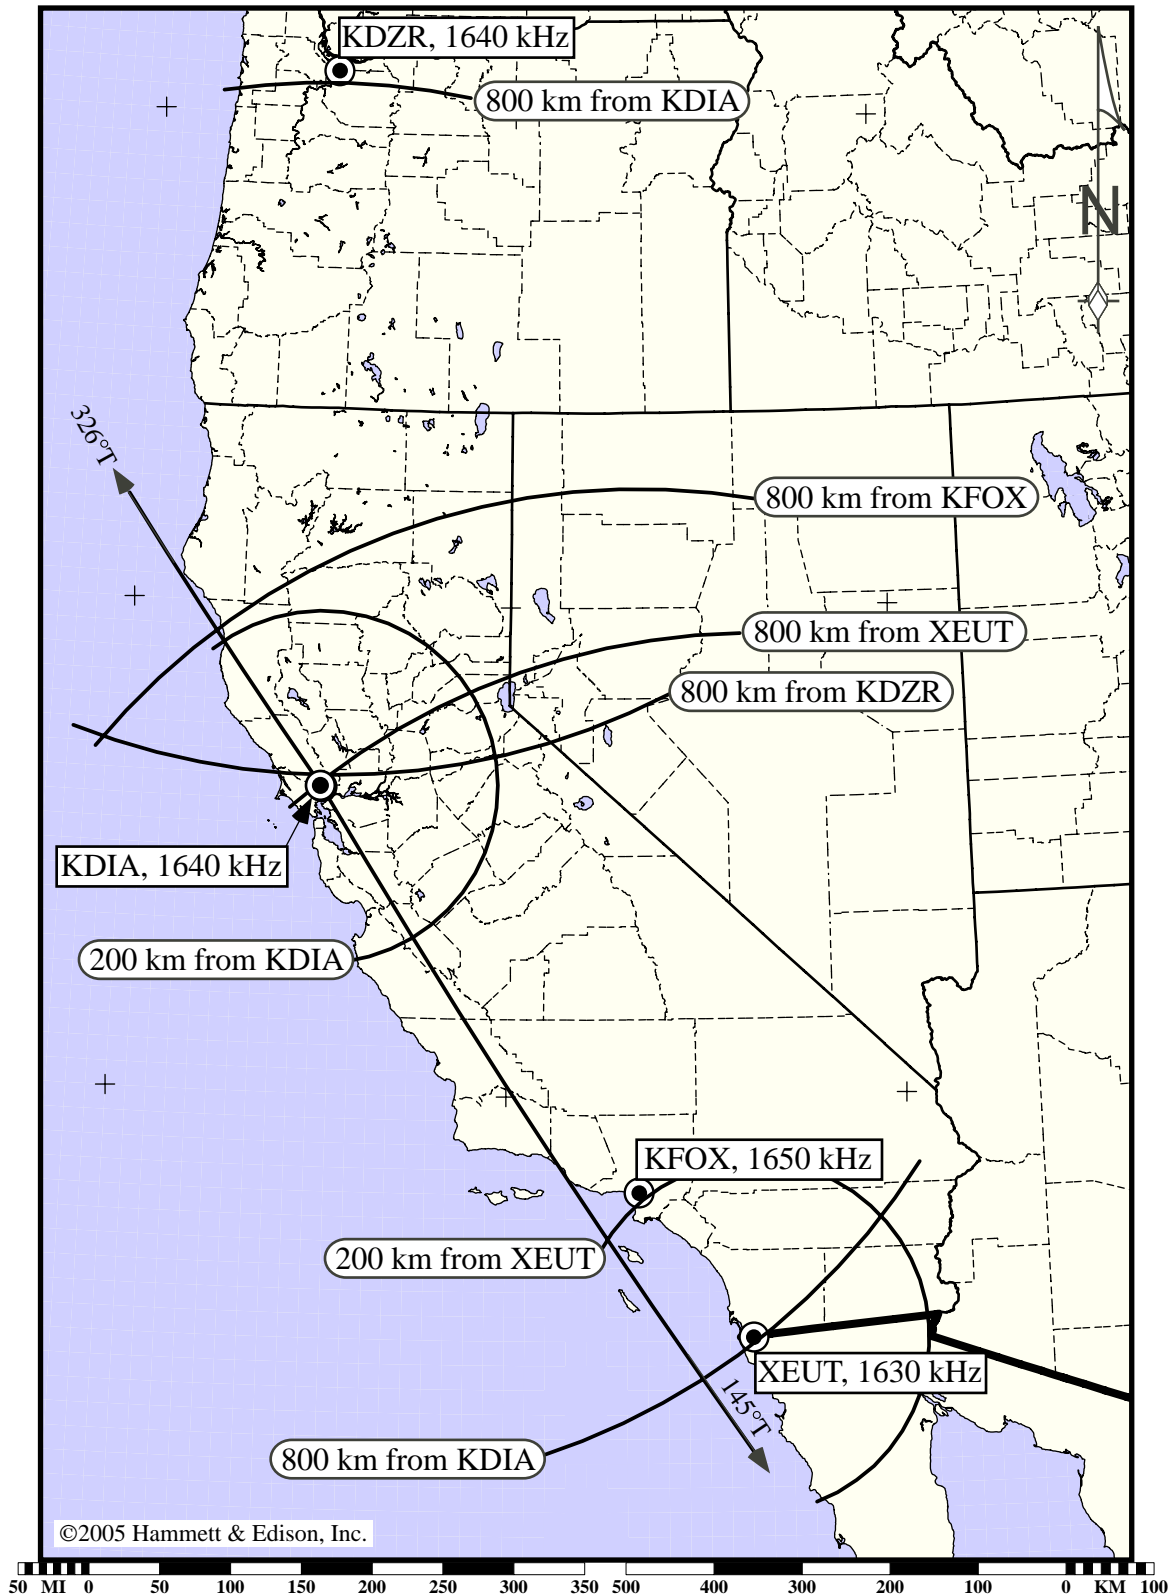 KDZR, 1640 kHz
800 km from KDIA
N
326°T
800 km from KFOX
800 km from XEUT
800 km from KDZR
KDIA, 1640 kHz
200 km from KDIA
KFOX, 1650 kHz
200 km from XEUT
XEUT, 1630 kHz
145°T
800 km from KDIA
©2005 Hammett & Edison, Inc.
50 MI 0 50 100 150 200 250 300 350 500 400 300 200 100 0 KM 100